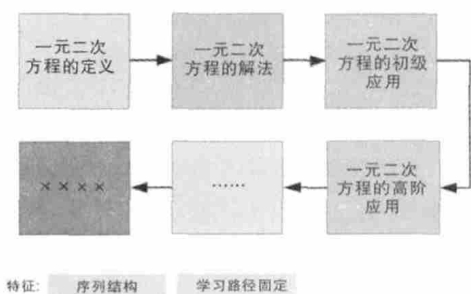 一元二次
方程的定义
一元二次
方程的解法
一元二次
方程的初级
应用
一元二次
方程的高阶
应用
……
××××
特征: 序列结构 学习路径固定